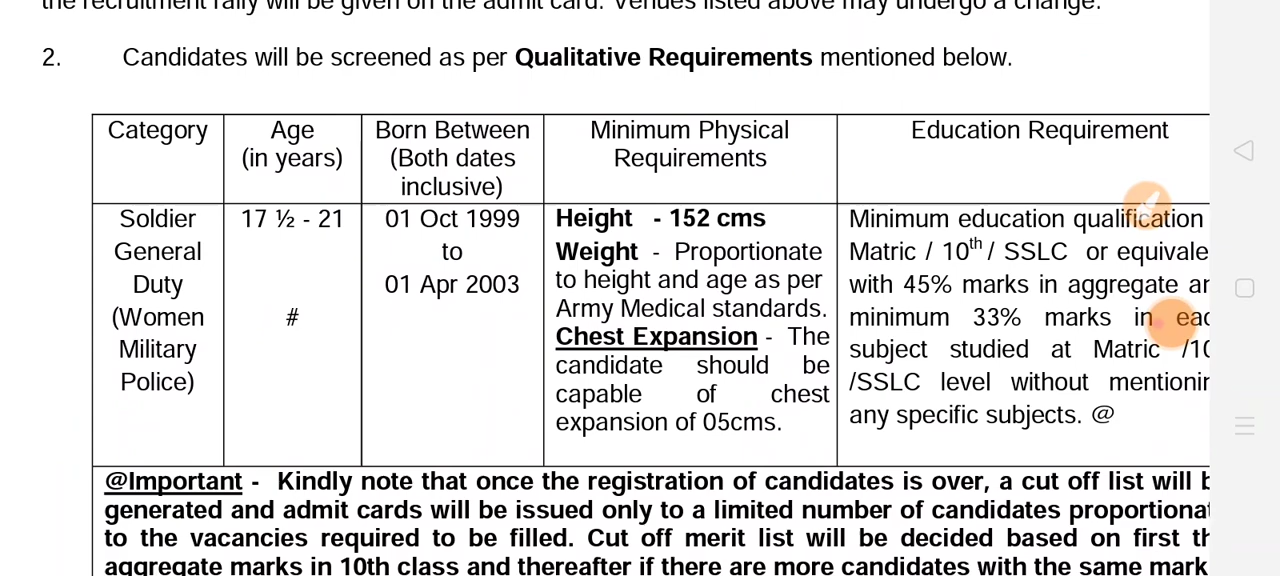 the recruitment rally will be given on the admit card. Venues listed above may undergo a change.
2. Candidates will be screened as per Qualitative Requirements mentioned below.
Category
Age
(in years)
Born Between
(Both dates
inclusive)
Minimum Physical
Requirements
Education Requirement
Soldier
General
Duty
(Women
Military
Police)
17 ½ - 21
#
01 Oct 1999
to
01 Apr 2003
Height - 152 cms
Weight - Proportionate
to height and age as per
Army Medical standards.
Chest Expansion - The
candidate should be
capable of chest
expansion of 05cms.
Minimum education qualification
Matric / 10th / SSLC or equivale
with 45% marks in aggregate
minimum 33% marks in
subject studied at Matric /10
/SSLC level without mentionin
any specific subjects. @
@Important - Kindly note that once the registration of candidates is over, a cut off list will
generated and admit cards will be issued only to a limited number of candidates proportionat
to the vacancies required to be filled. Cut off merit list will be decided based on first
aggregate marks in 10th class and thereafter if there are more candidates with the same mark